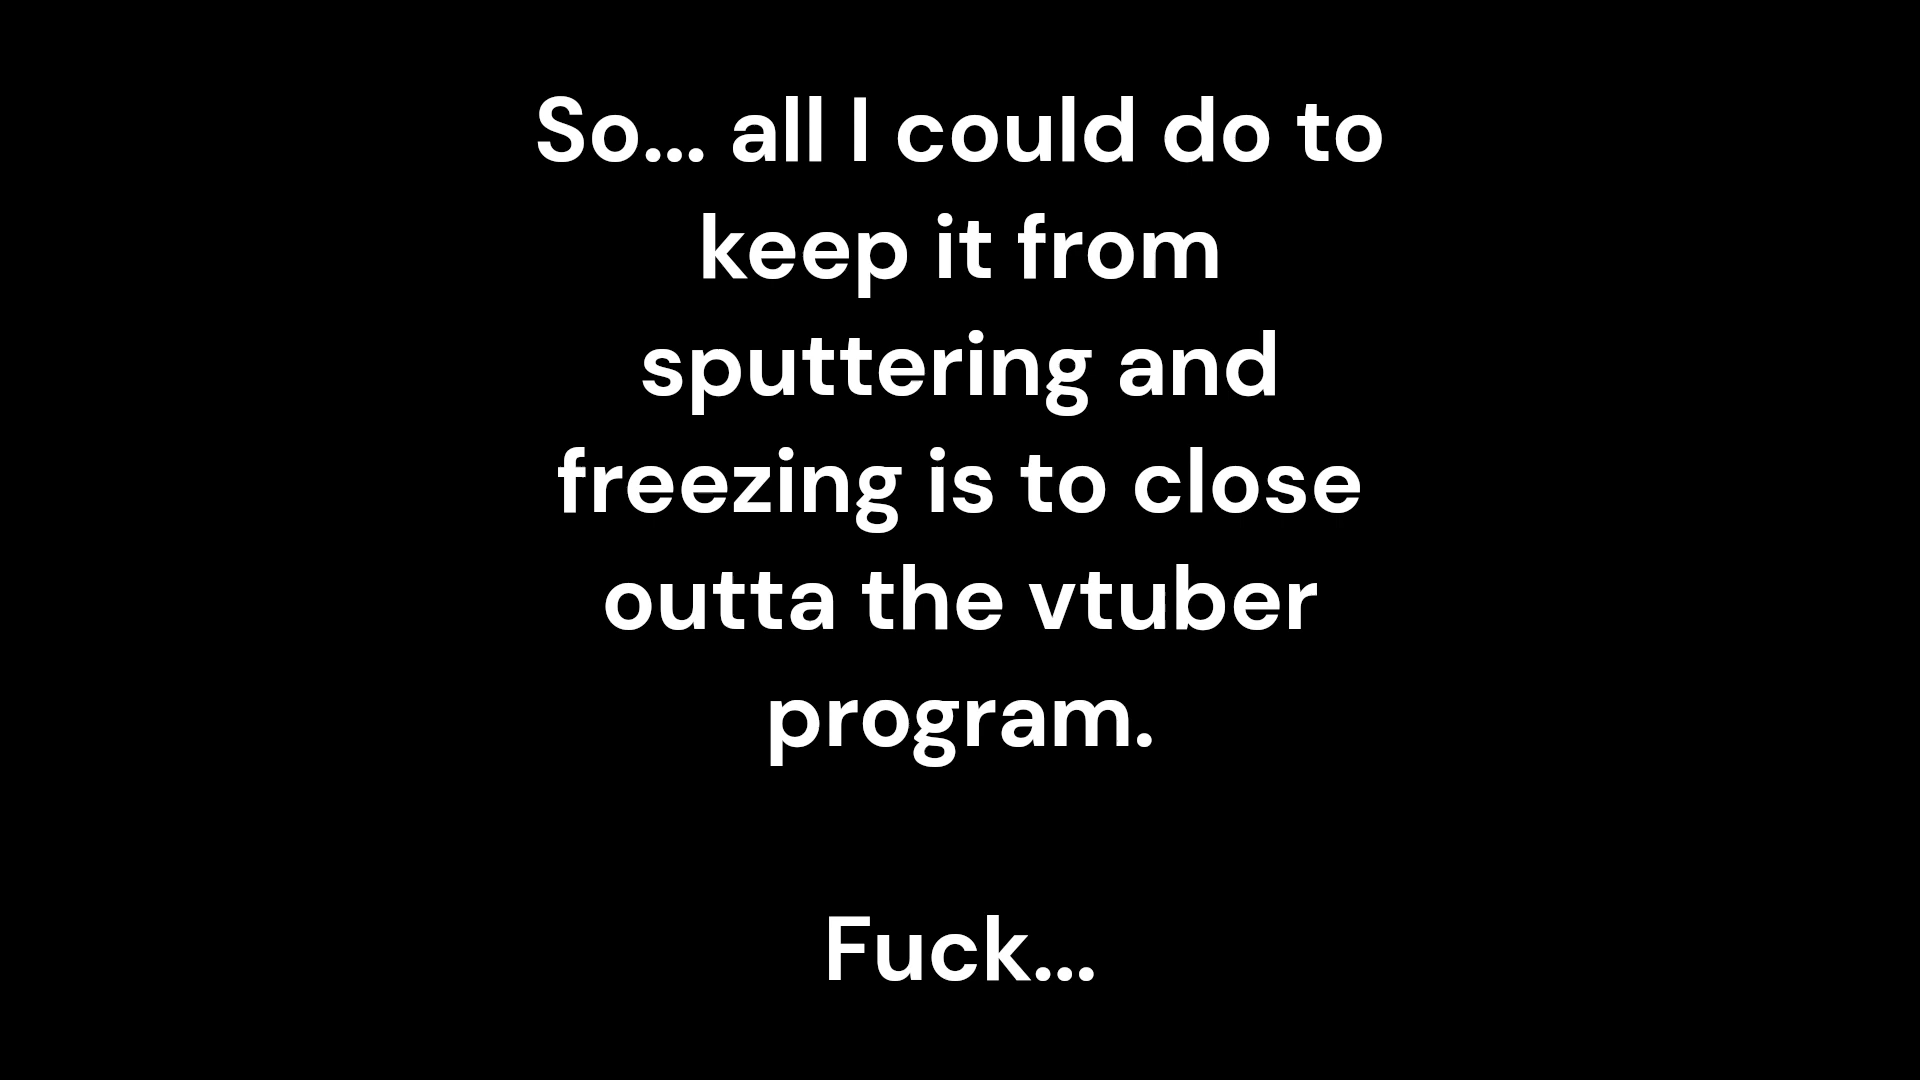 So... all I could do to
keep it from
sputtering and
freezing is to close
outta the vtuber
program.
Fuck...